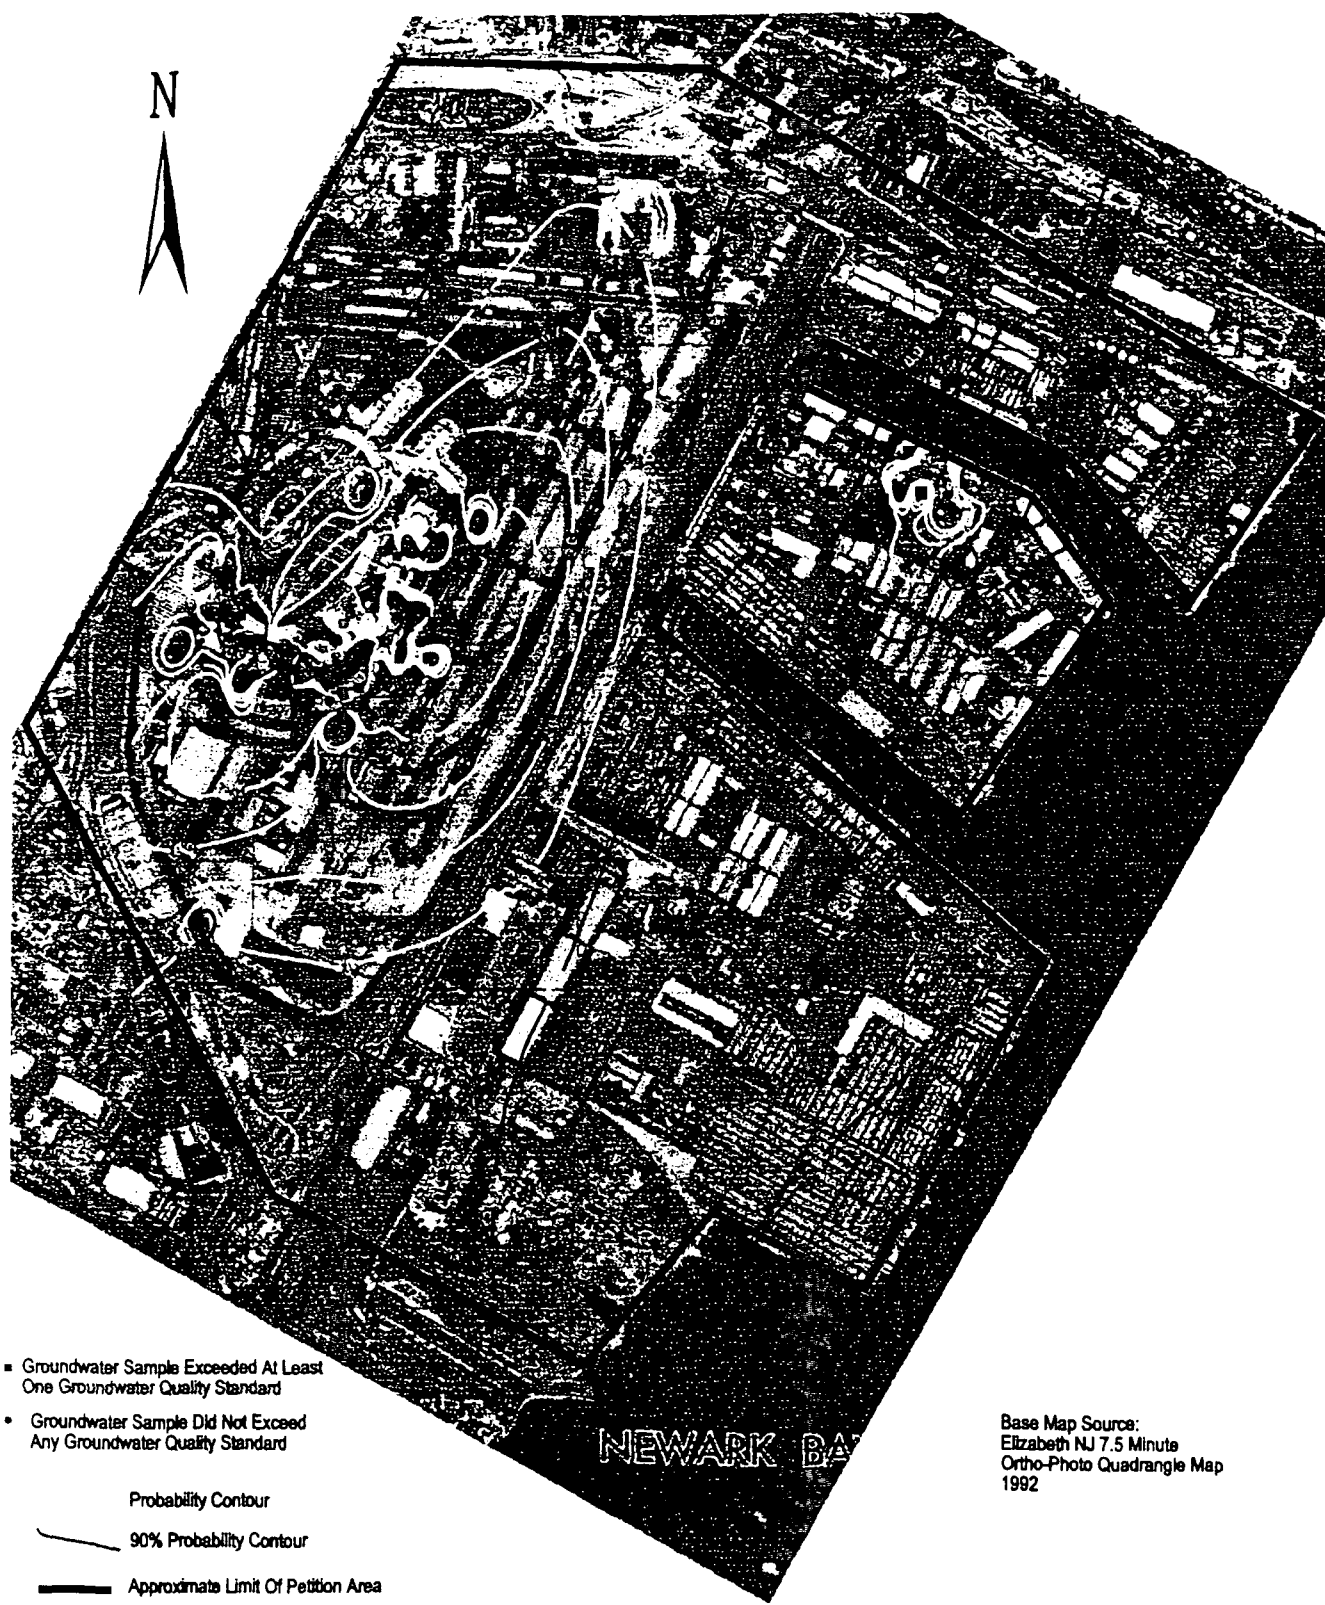 N
Groundwater Sample Exceeded At Least
One Groundwater Quality Standard
Groundwater Sample Did Not Exceed
Any Groundwater Quality Standard
Probability Contour
90% Probability Contour
Approximate Limit Of Petition Area
NEWARK BA
Base Map Source:
Elizabeth NJ 7.5 Minute
Ortho-Photo Quadrangle Map
1992